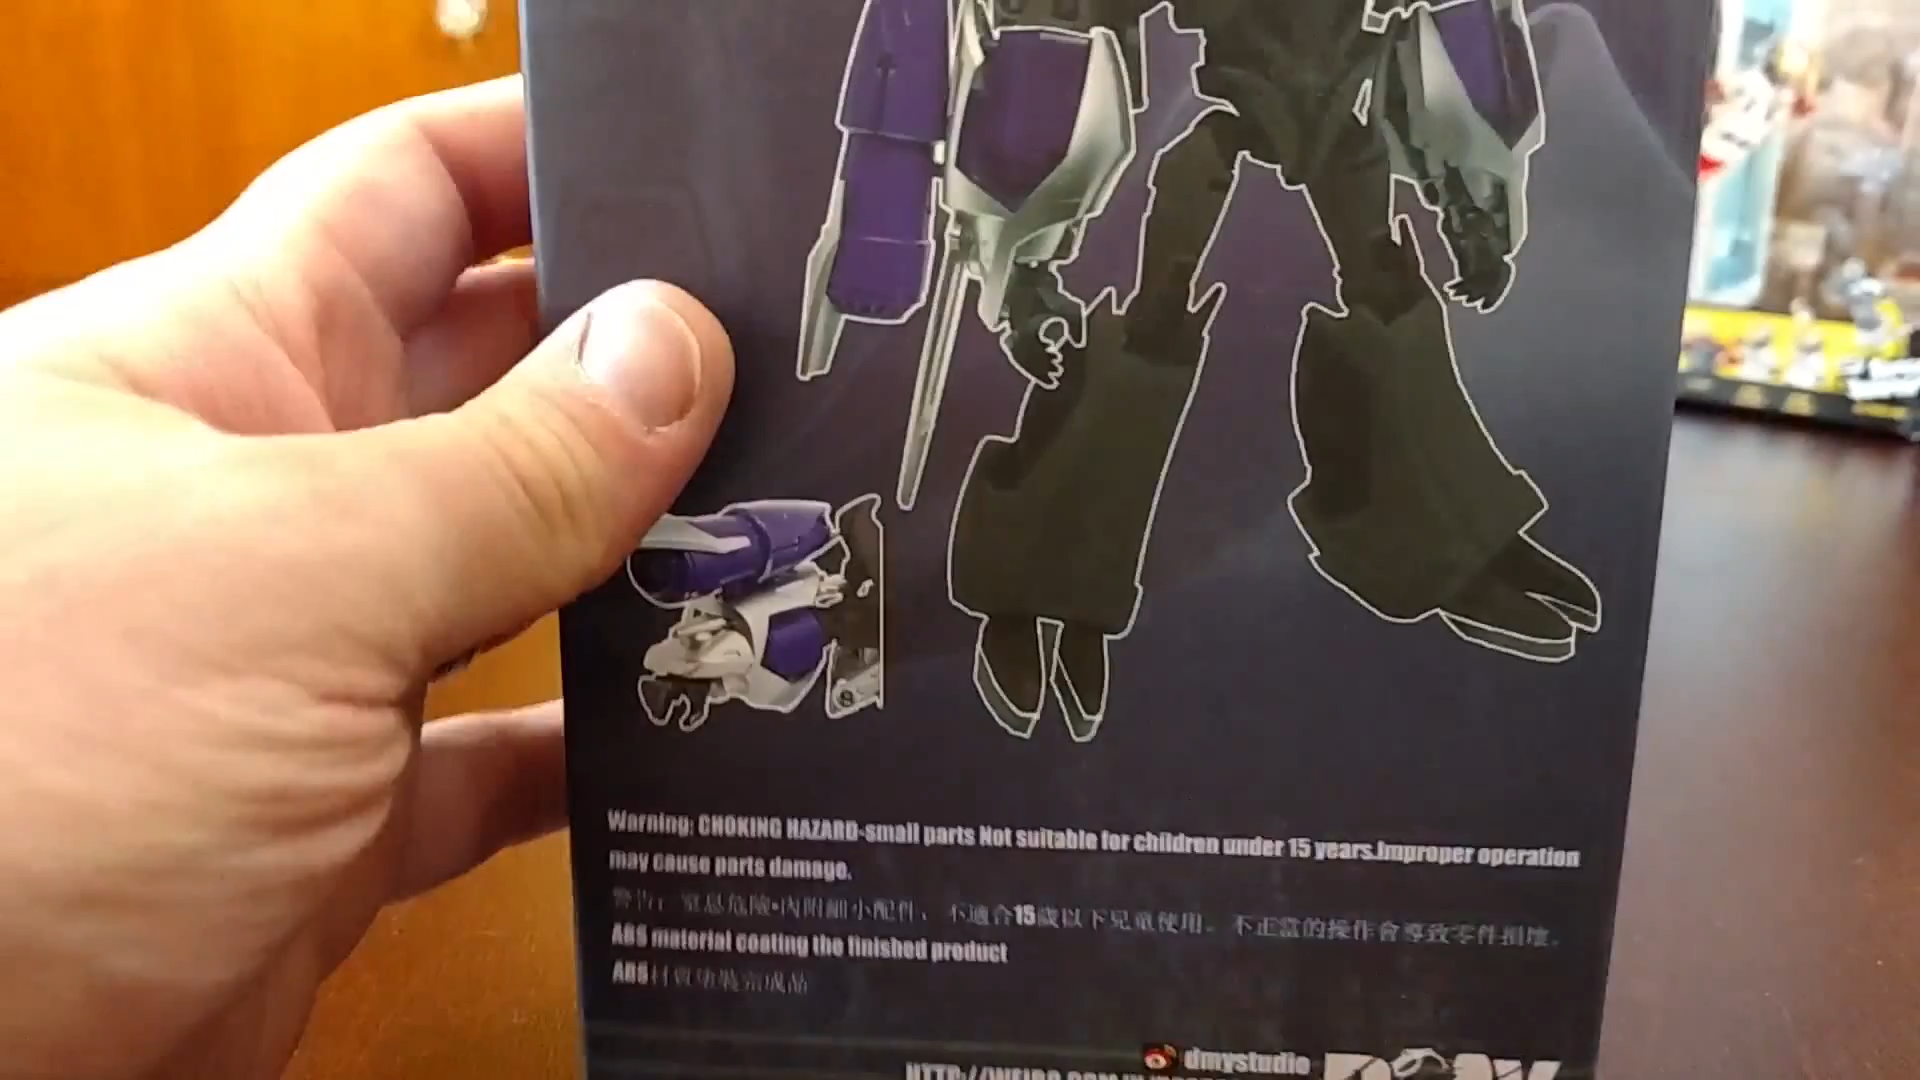 Warning: CHOKING HAZARD-small parts Not suitable for children under 15 years.Improper operation
may cause parts damage.
警告：窒息危險•內附細小配件，不適合15歲以下兒童使用。不正當的操作會導致零件損壞。
ABS material coating the finished product
ABS材質塗裝完成品
dmystudio